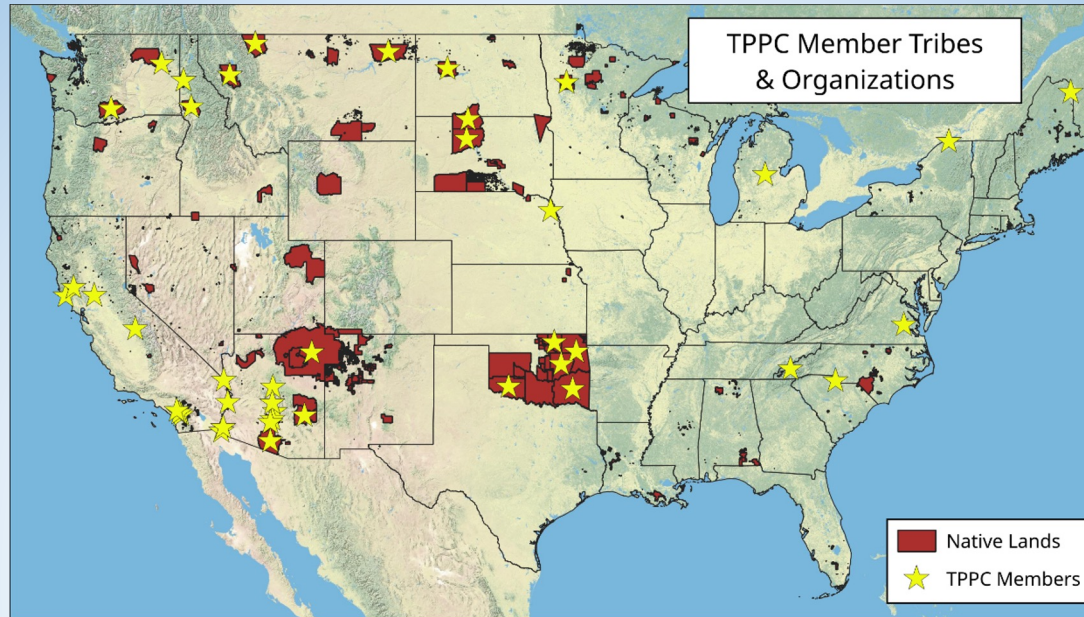 TPPC Member Tribes
& Organizations
Native Lands
TPPC Members